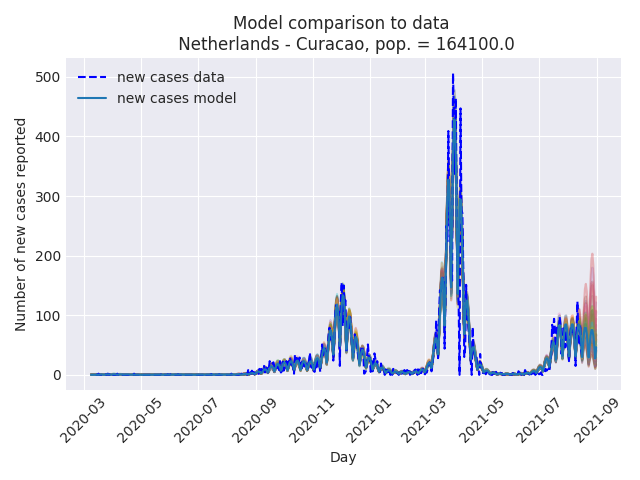 Model comparison to data
Netherlands - Curacao, pop. = 164100.0
new cases data
new cases model
Number of new cases reported
500
400
300
200
100
0
2020-03
2020-05
2020-07
2020-09
2020-11
2021-01
2021-03
2021-05
2021-07
2021-09
Day